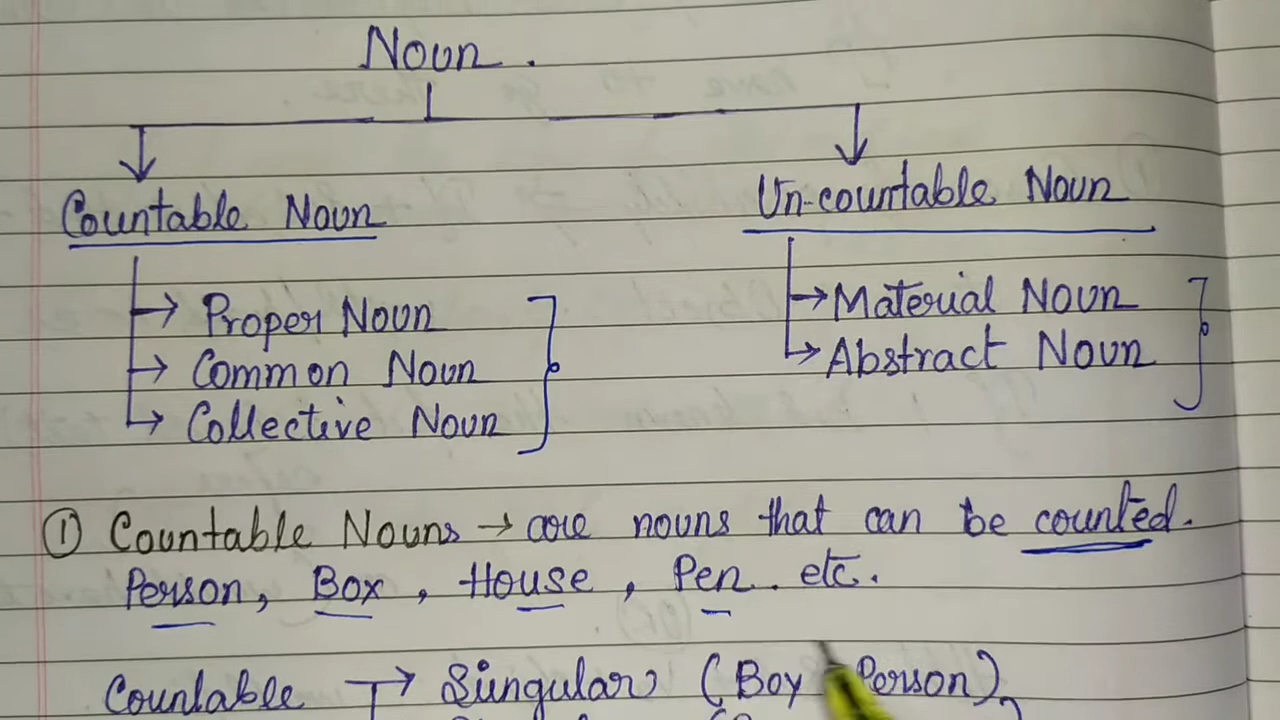 Noun.
Countable Noun
Un-countable Noun
→ Proper Noun
→ Common Noun
→ Collective Noun
→ Material Noun
→ Abstract Noun
① Countable Nouns → are nouns that can be counted.
Person, Box, House, Pen. etc.
Countable → Singular (Boy Person)